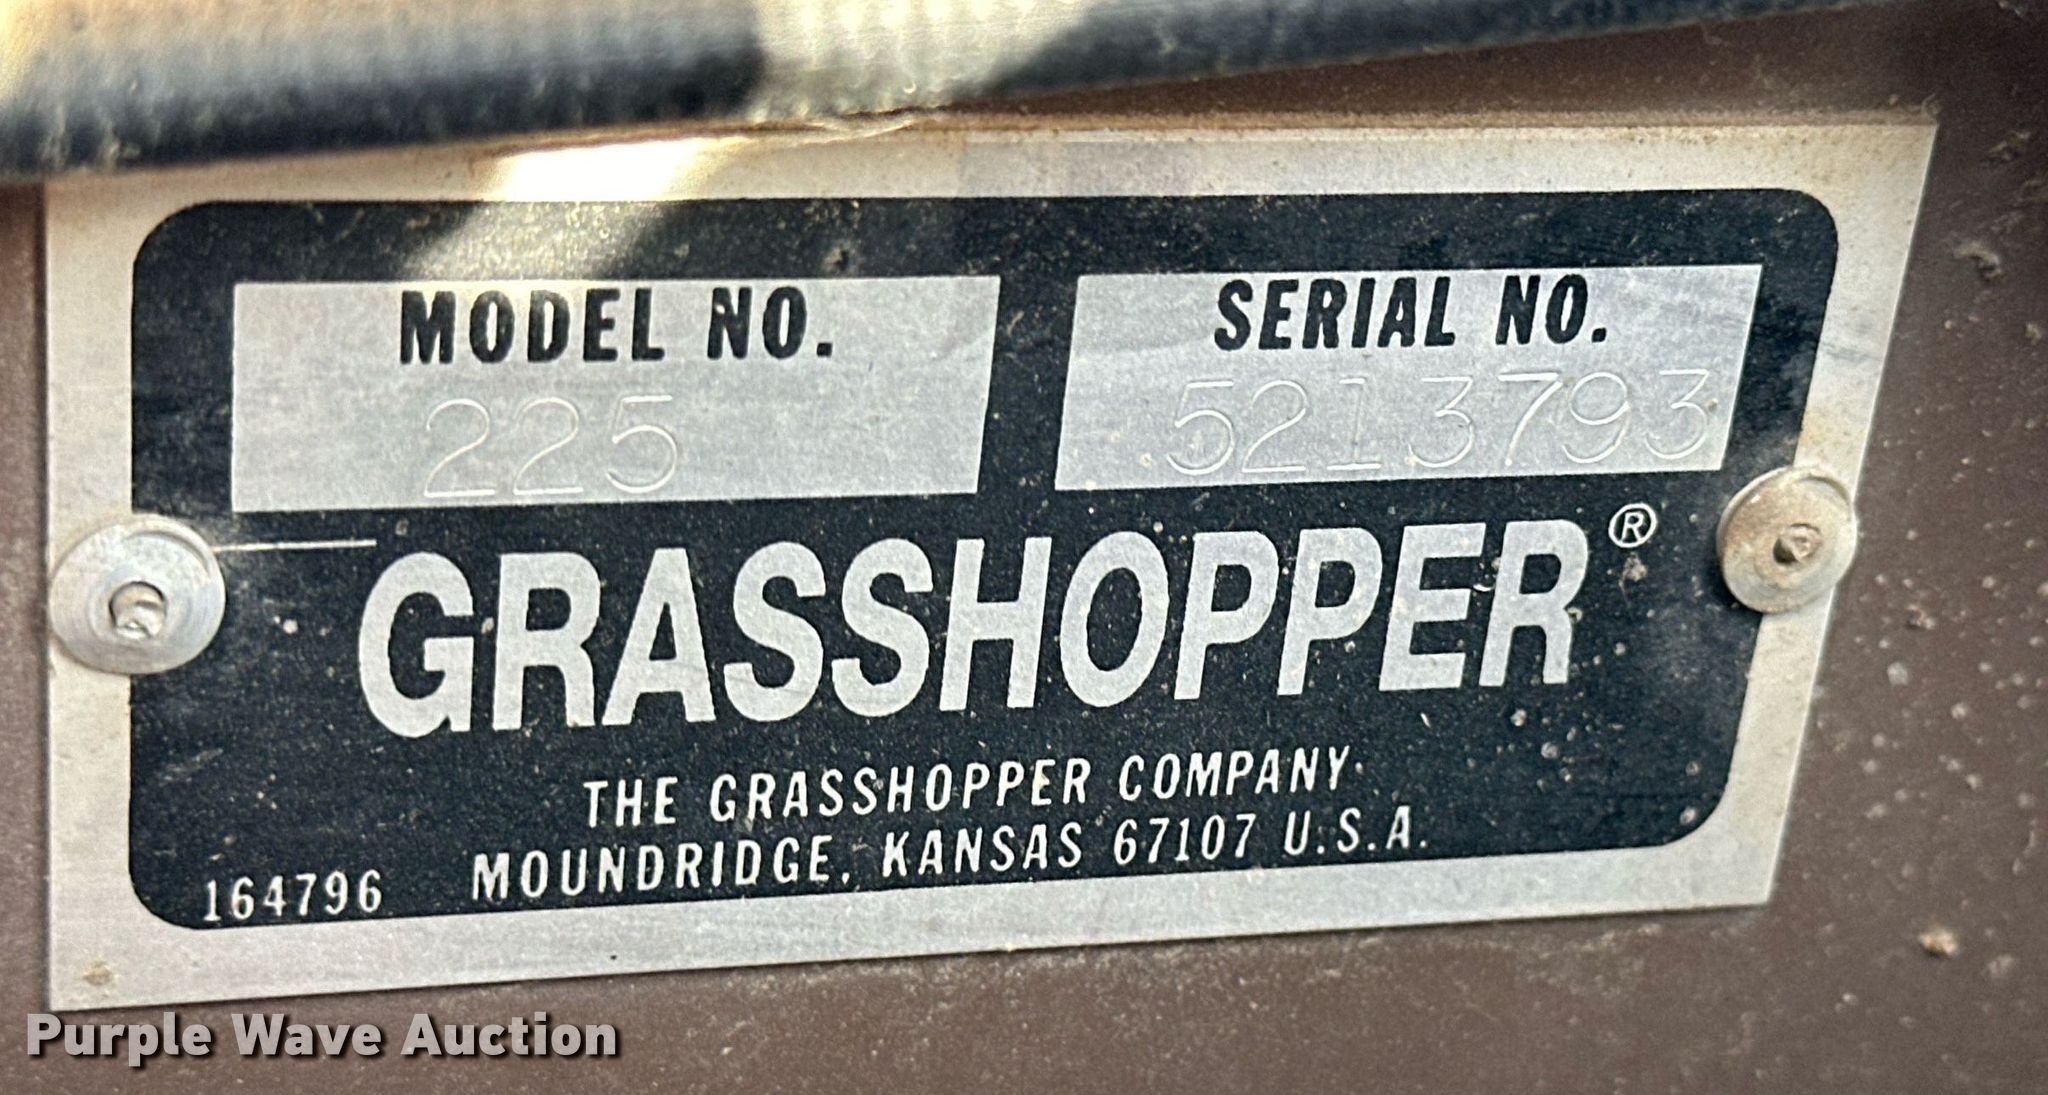 MODEL NO.
225
SERIAL NO.
5213793
GRASSHOPPER®
THE GRASSHOPPER COMPANY
MOUNDRIDGE, KANSAS 67107 U.S.A.
164796
Purple Wave Auction